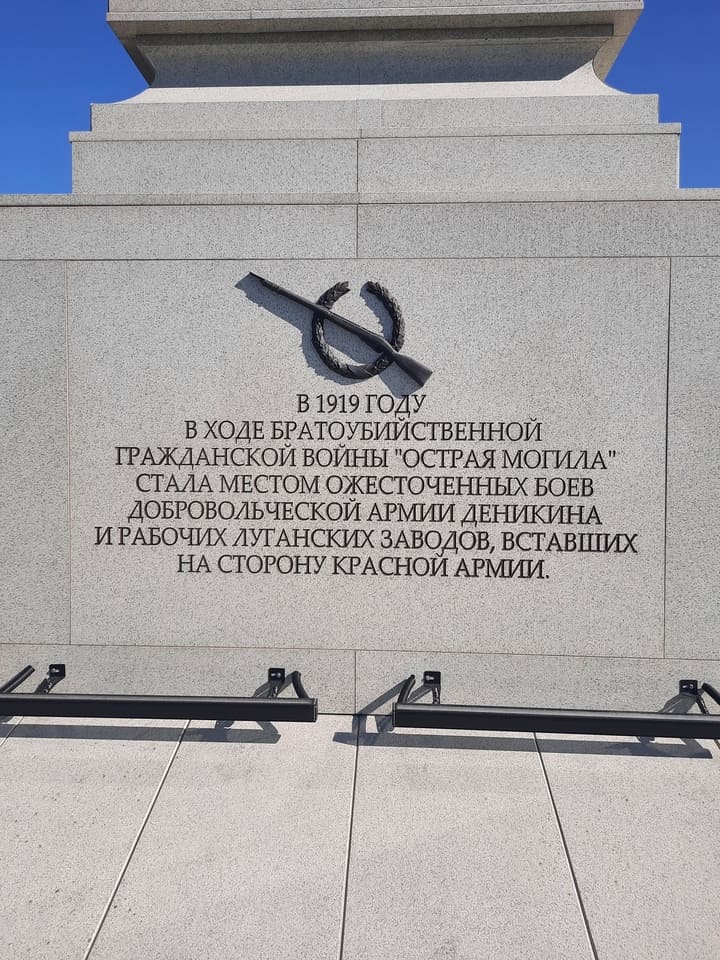 В 1919 ГОДУ
В ХОДЕ БРАТОУБИЙСТВЕННОЙ
ГРАЖДАНСКОЙ ВОЙНЫ "ОСТРАЯ МОГИЛА"
СТАЛА МЕСТОМ ОЖЕСТОЧЕННЫХ БОЕВ
ДОБРОВОЛЬЧЕСКОЙ АРМИИ ДЕНИКИНА
И РАБОЧИХ ЛУГАНСКИХ ЗАВОДОВ, ВСТАВШИХ
НА СТОРОНУ КРАСНОЙ АРМИИ.